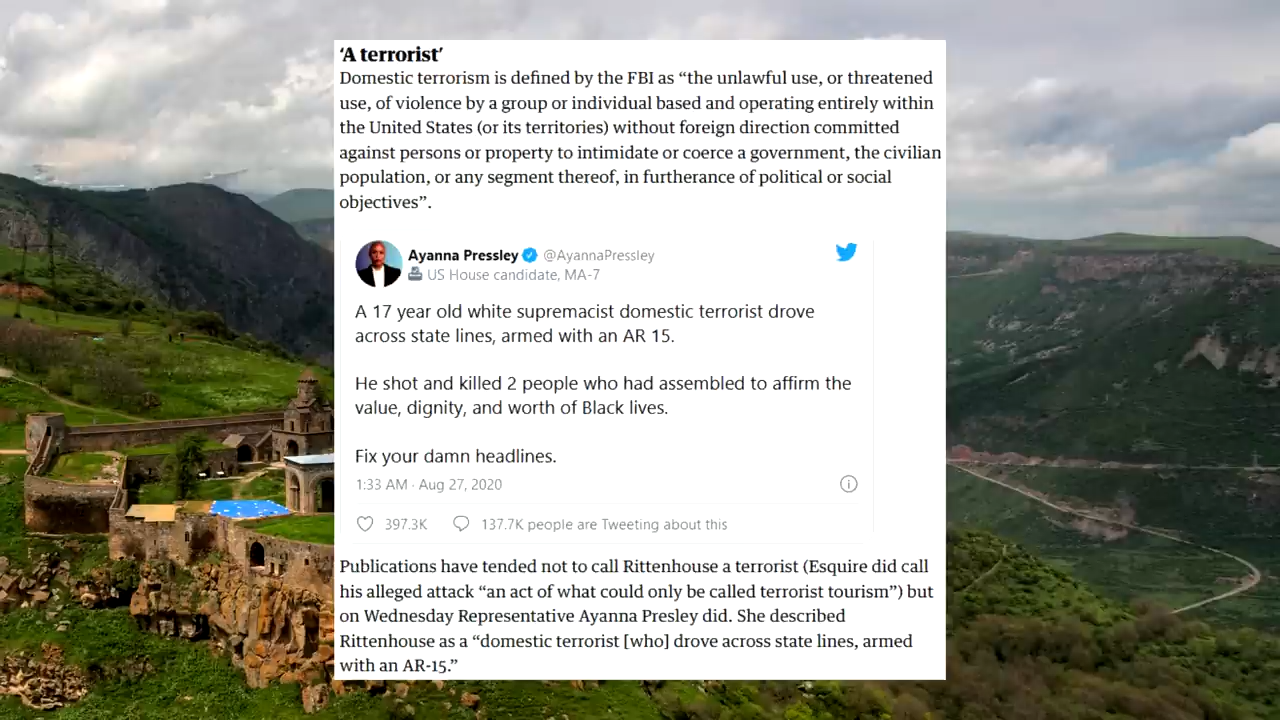 ‘A terrorist’
Domestic terrorism is defined by the FBI as “the unlawful use, or threatened
use, of violence by a group or individual based and operating entirely within
the United States (or its territories) without foreign direction committed
against persons or property to intimidate or coerce a government, the civilian
population, or any segment thereof, in furtherance of political or social
objectives”.
Ayanna Pressley @AyannaPressley
US House candidate, MA-7
A 17 year old white supremacist domestic terrorist drove
across state lines, armed with an AR 15.
He shot and killed 2 people who had assembled to affirm the
value, dignity, and worth of Black lives.
Fix your damn headlines.
1:33 AM · Aug 27, 2020
397.3K 137.7K people are Tweeting about this
Publications have tended not to call Rittenhouse a terrorist (Esquire did call
his alleged attack “an act of what could only be called terrorist tourism”) but
on Wednesday Representative Ayanna Presley did. She described
Rittenhouse as a “domestic terrorist [who] drove across state lines, armed
with an AR-15.”